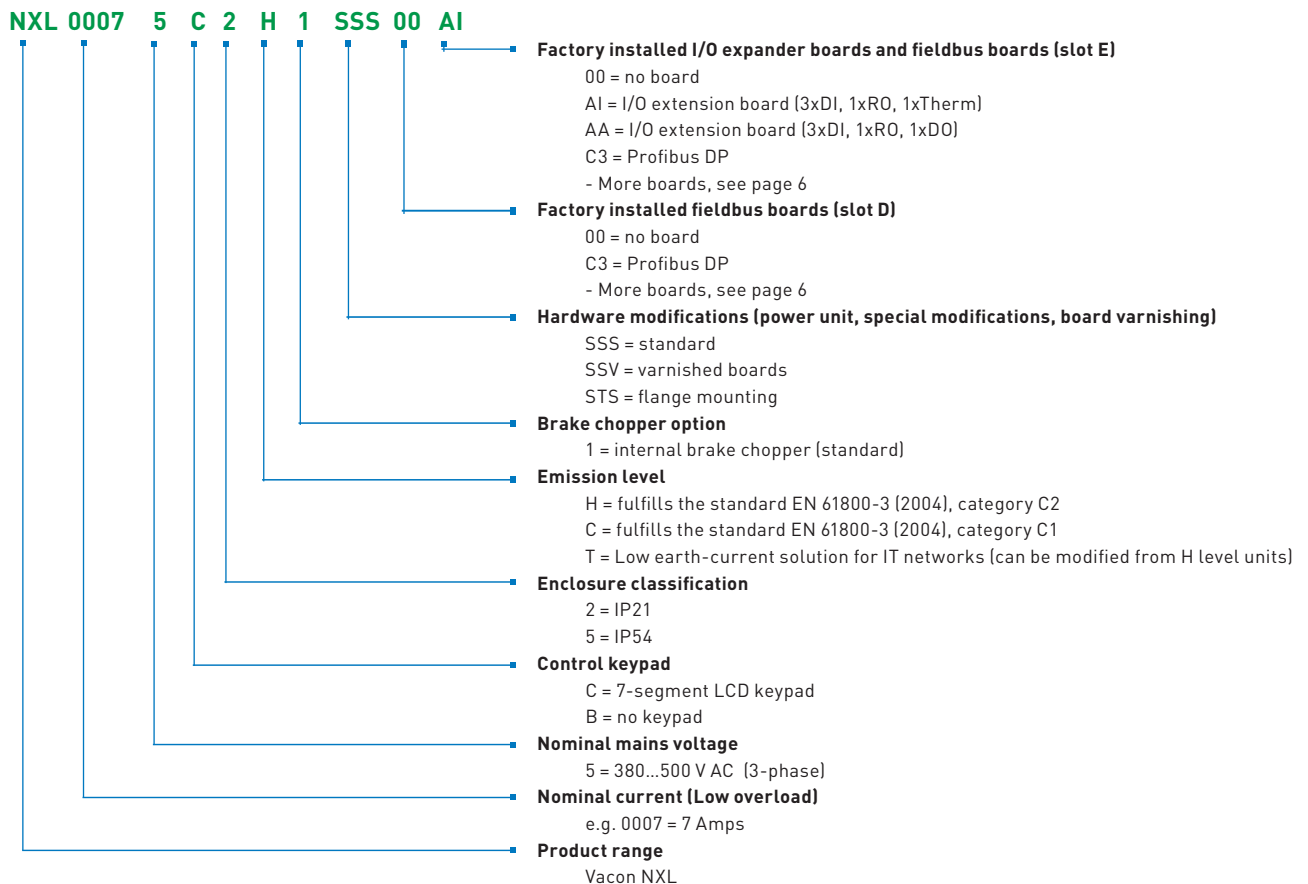 NXL 0007 5 C 2 H 1 SSS 00 AI
Factory installed I/O expander boards and fieldbus boards (slot E)
00 = no board
AI = I/O extension board (3xDI, 1xRO, 1xTherm)
AA = I/O extension board (3xDI, 1xRO, 1xDO)
C3 = Profibus DP
- More boards, see page 6
Factory installed fieldbus boards (slot D)
00 = no board
C3 = Profibus DP
- More boards, see page 6
Hardware modifications (power unit, special modifications, board varnishing)
SSS = standard
SSV = varnished boards
STS = flange mounting
Brake chopper option
1 = internal brake chopper (standard)
Emission level
H = fulfills the standard EN 61800-3 (2004), category C2
C = fulfills the standard EN 61800-3 (2004), category C1
T = Low earth-current solution for IT networks (can be modified from H level units)
Enclosure classification
2 = IP21
5 = IP54
Control keypad
C = 7-segment LCD keypad
B = no keypad
Nominal mains voltage
5 = 380...500 V AC (3-phase)
Nominal current (Low overload)
e.g. 0007 = 7 Amps
Product range
Vacon NXL